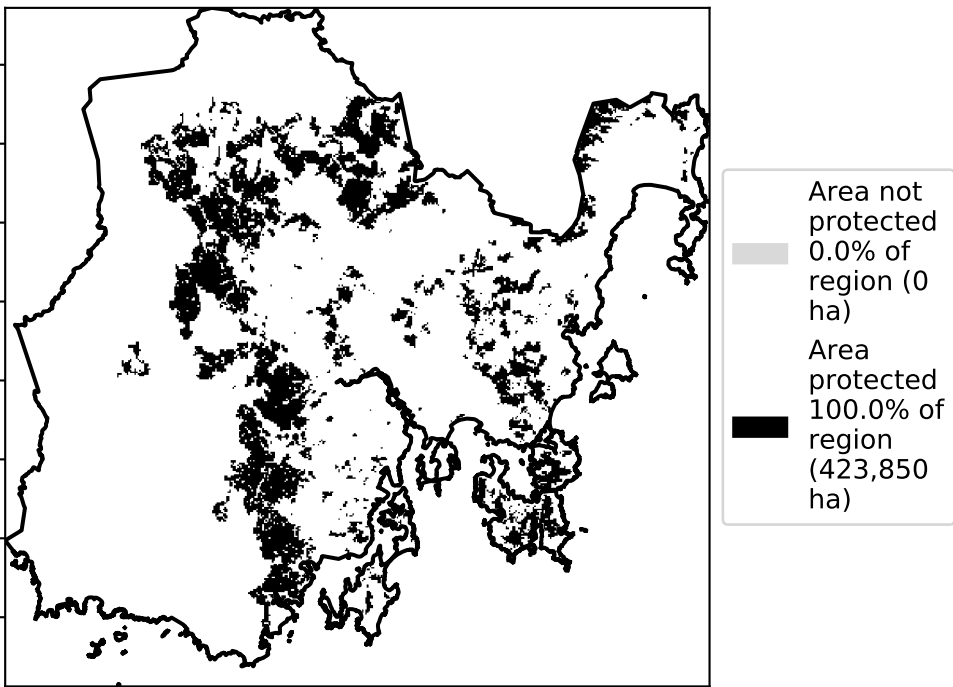 Area not
protected
0.0% of
region (0
ha)
Area
protected
100.0% of
region
(423,850
ha)